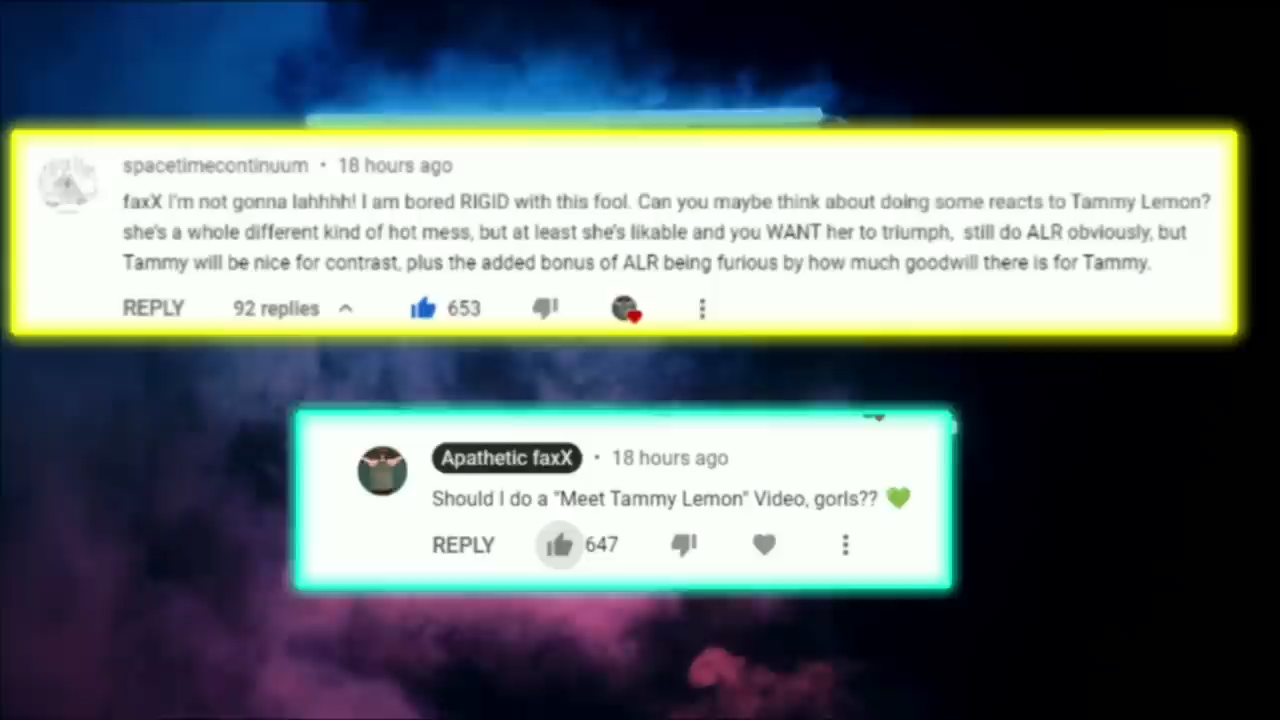 spacetimecontinuum • 18 hours ago
faxX I'm not gonna lahhhh! I am bored RIGID with this fool. Can you maybe think about doing some reacts to Tammy Lemon?
she's a whole different kind of hot mess, but at least she's likable and you WANT her to triumph, still do ALR obviously, but
Tammy will be nice for contrast, plus the added bonus of ALR being furious by how much goodwill there is for Tammy.
REPLY 92 replies 653
Apathetic faxX • 18 hours ago
Should I do a "Meet Tammy Lemon" Video, gorls?? 💚
REPLY 647